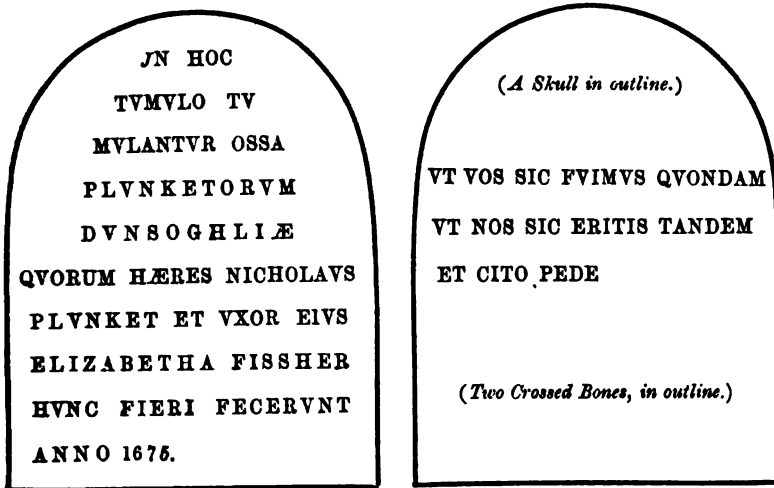 IN HOC
TVMVLO TV
MVLANTVR OSSA
PLVNKETORVM
DVNSOGHLIÆ
QVORUM HÆRES NICHOLAVS
PLVNKET ET VXOR EIVS
ELIZABETHA FISSHER
HVNC FIERI FECERVNT
ANNO 1675.
(A Skull in outline.)
VT VOS SIC FVIMVS QVONDAM
VT NOS SIC ERITIS TANDEM
ET CITO PEDE
(Two Crossed Bones, in outline.)